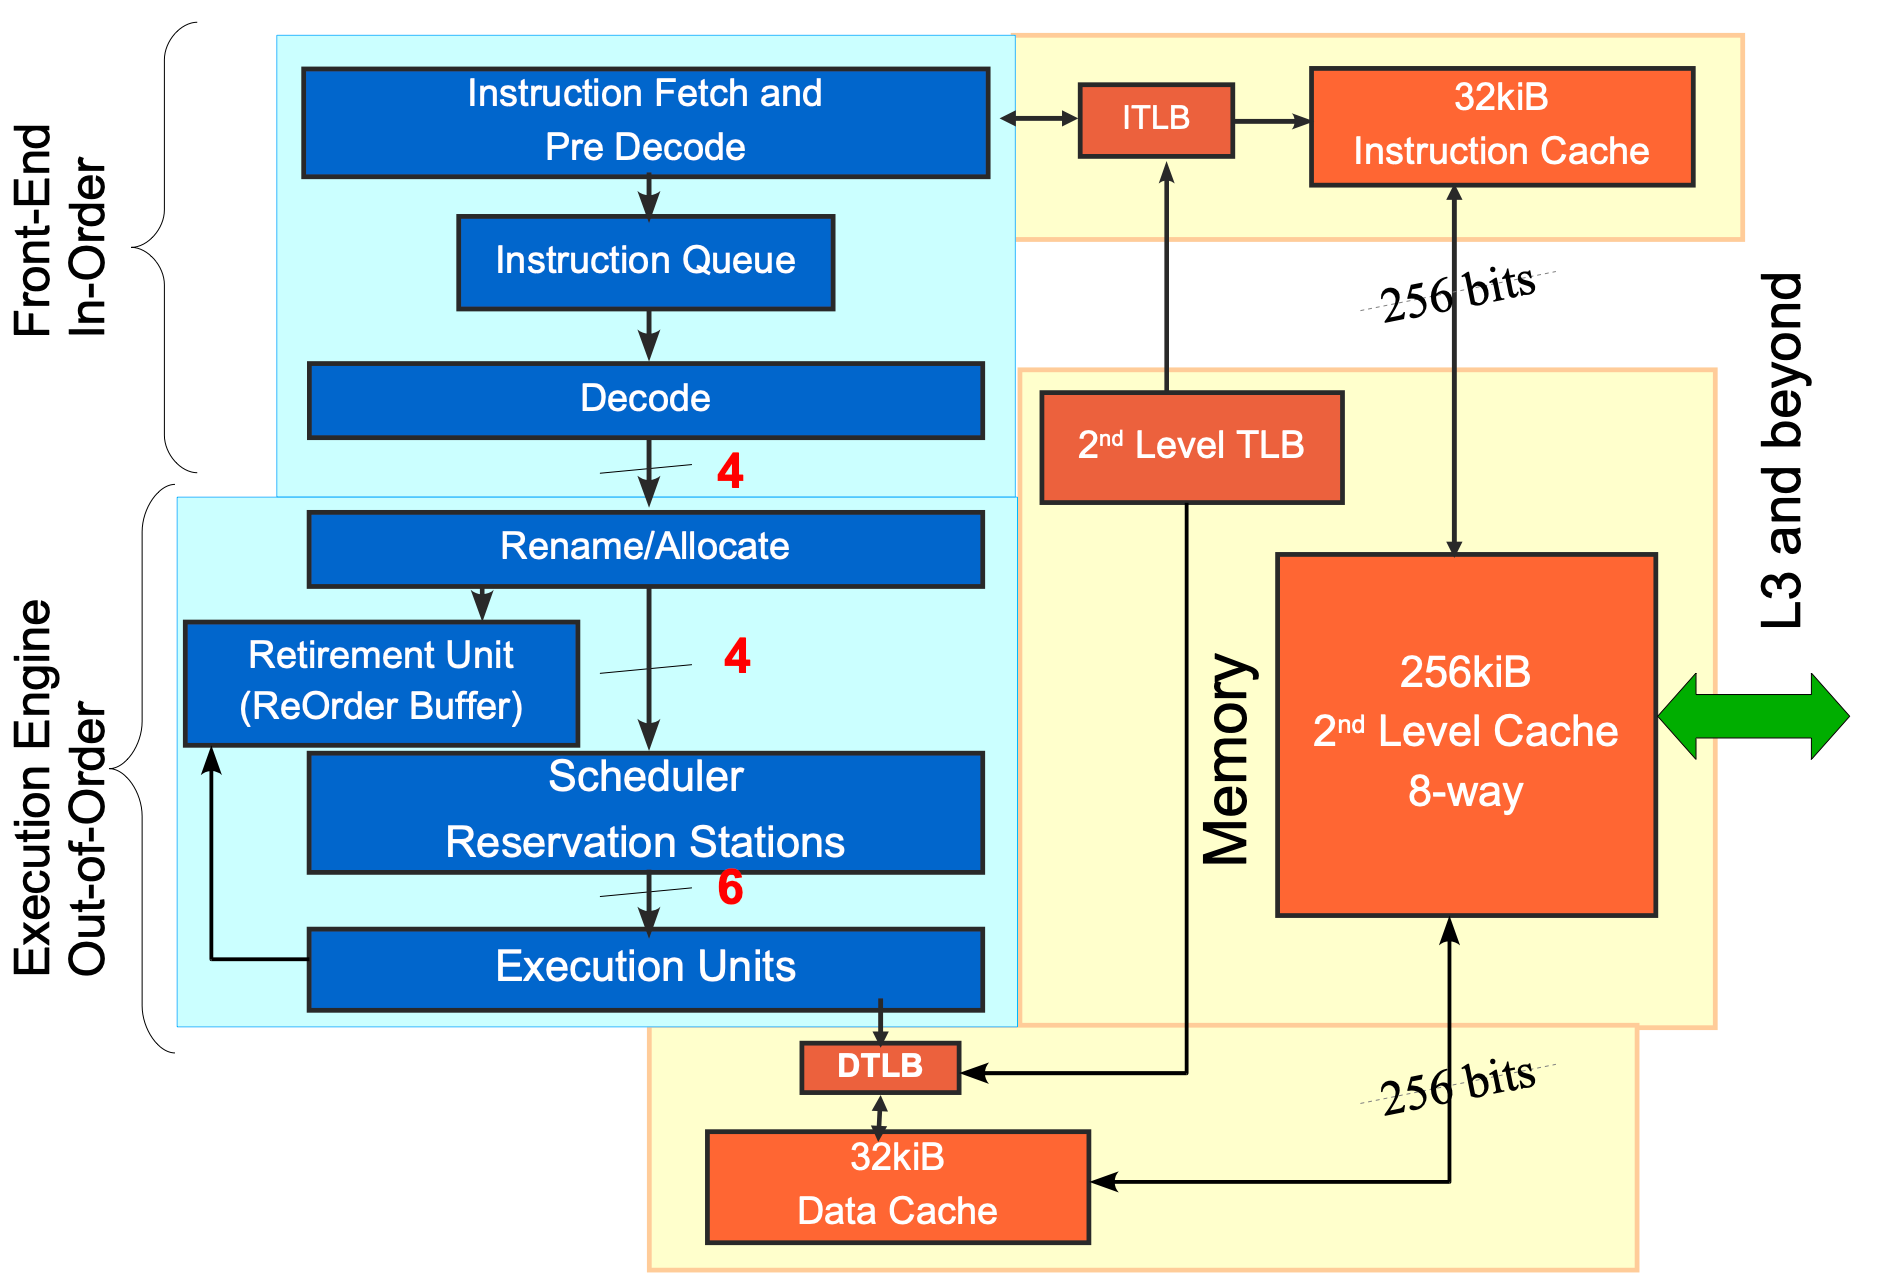 Front-End
In-Order
Instruction Fetch and
Pre Decode
ITLB
32kiB
Instruction Cache
Instruction Queue
256 bits
Decode
2nd Level TLB
4
L3 and beyond
Execution Engine
Out-of-Order
Rename/Allocate
Retirement Unit
(ReOrder Buffer)
4
Memory
256kiB
2nd Level Cache
8-way
Scheduler
Reservation Stations
6
Execution Units
DTLB
256 bits
32kiB
Data Cache